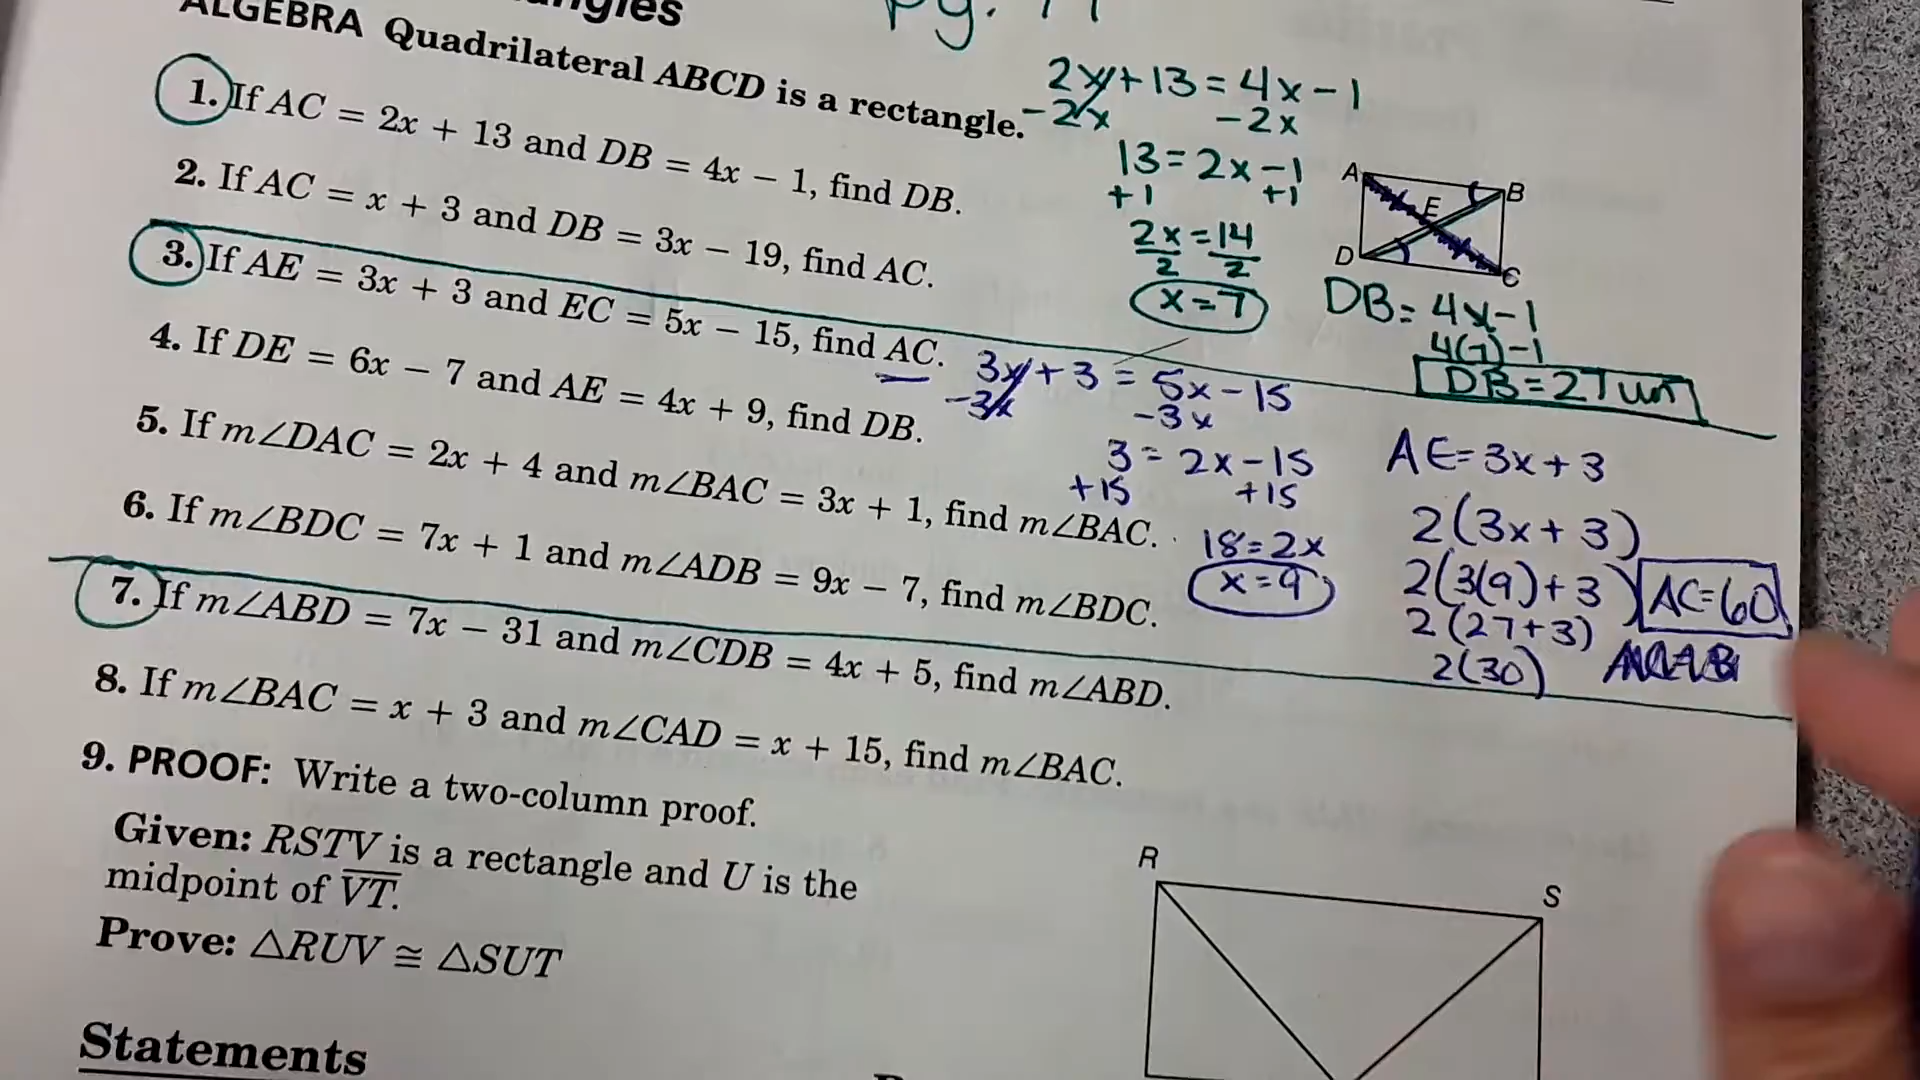 ALGEBRA Quadrilateral ABCD is a rectangle.
1. If AC = 2x + 13 and DB = 4x − 1, find DB.
2. If AC = x + 3 and DB = 3x − 19, find AC.
3. If AE = 3x + 3 and EC = 5x − 15, find AC.
4. If DE = 6x − 7 and AE = 4x + 9, find DB.
5. If m∠DAC = 2x + 4 and m∠BAC = 3x + 1, find m∠BAC.
6. If m∠BDC = 7x + 1 and m∠ADB = 9x − 7, find m∠BDC.
7. If m∠ABD = 7x − 31 and m∠CDB = 4x + 5, find m∠ABD.
8. If m∠BAC = x + 3 and m∠CAD = x + 15, find m∠BAC.
9. PROOF: Write a two-column proof.
Given: RSTV is a rectangle and U is the
midpoint of VT.
Prove: △RUV ≅ △SUT
Statements
pg.
2x + 13 = 4x − 1
−2x −2x
13 = 2x − 1
+1 +1
2x = 14
2 2
x = 7
A
B
E
D
C
DB = 4x − 1
4(7) − 1
DB = 27 un
3x + 3 = 5x − 15
−3x −3x
3 = 2x − 15
+15 +15
18 = 2x
x = 9
AE = 3x + 3
2(3x + 3)
2(3(9) + 3)
AC = 60
2(27 + 3)
2(30)
R
S